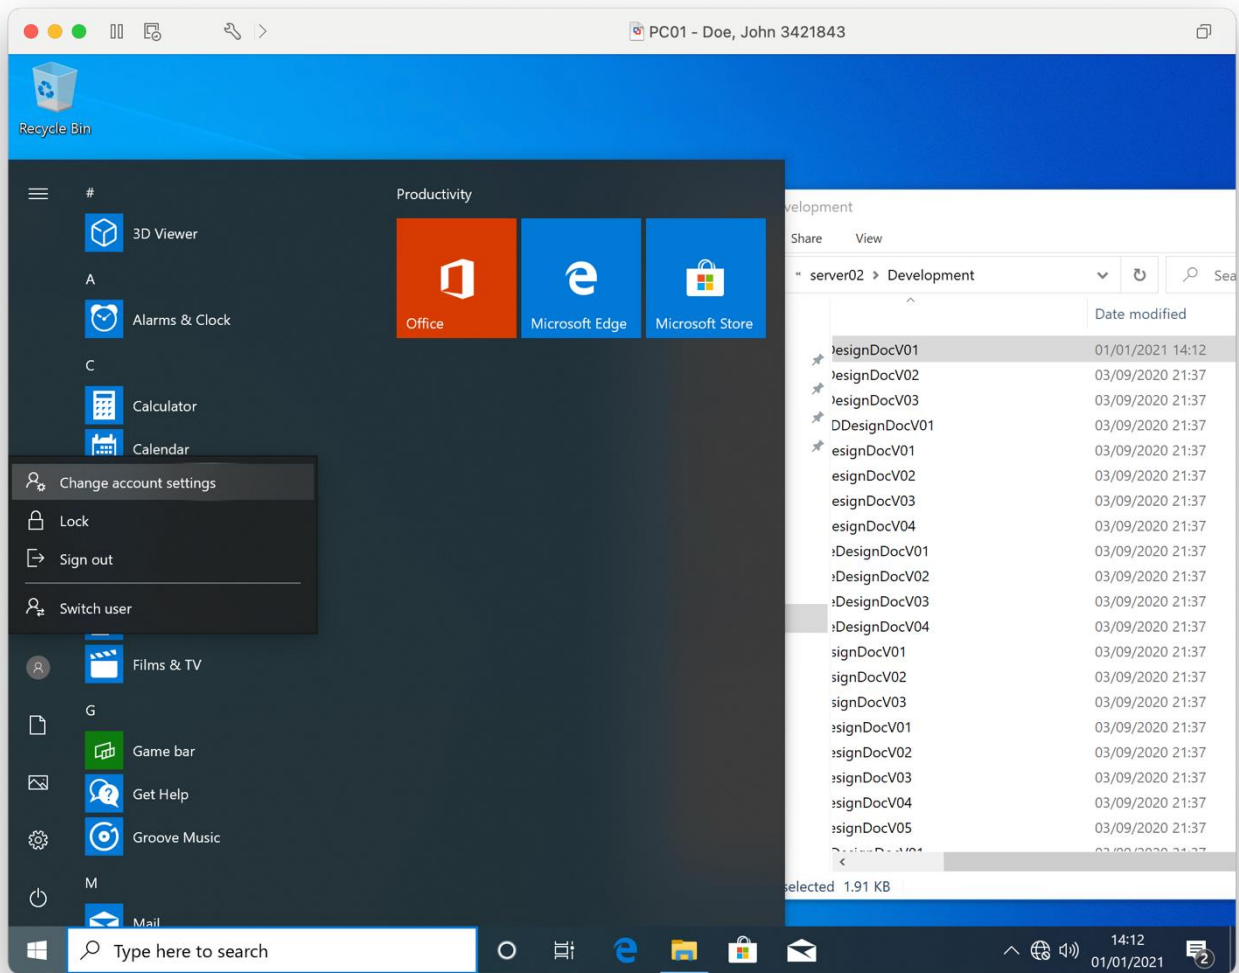 PC01 - Doe, John 3421843
Recycle Bin
#
3D Viewer
A
Alarms & Clock
C
Calculator
Calendar
Change account settings
Lock
Sign out
Switch user
Films & TV
G
Game bar
Get Help
Groove Music
M
Mail
Productivity
Office
Microsoft Edge
Microsoft Store
velopment
Share View
server02 > Development
Sea
Date modified
esignDocV01 01/01/2021 14:12
esignDocV02 03/09/2020 21:37
esignDocV03 03/09/2020 21:37
DDesignDocV01 03/09/2020 21:37
esignDocV01 03/09/2020 21:37
esignDocV02 03/09/2020 21:37
esignDocV03 03/09/2020 21:37
esignDocV04 03/09/2020 21:37
eDesignDocV01 03/09/2020 21:37
eDesignDocV02 03/09/2020 21:37
eDesignDocV03 03/09/2020 21:37
eDesignDocV04 03/09/2020 21:37
signDocV01 03/09/2020 21:37
signDocV02 03/09/2020 21:37
signDocV03 03/09/2020 21:37
esignDocV01 03/09/2020 21:37
esignDocV02 03/09/2020 21:37
esignDocV03 03/09/2020 21:37
esignDocV04 03/09/2020 21:37
esignDocV05 03/09/2020 21:37
selected 1.91 KB
Type here to search
14:12
01/01/2021
2